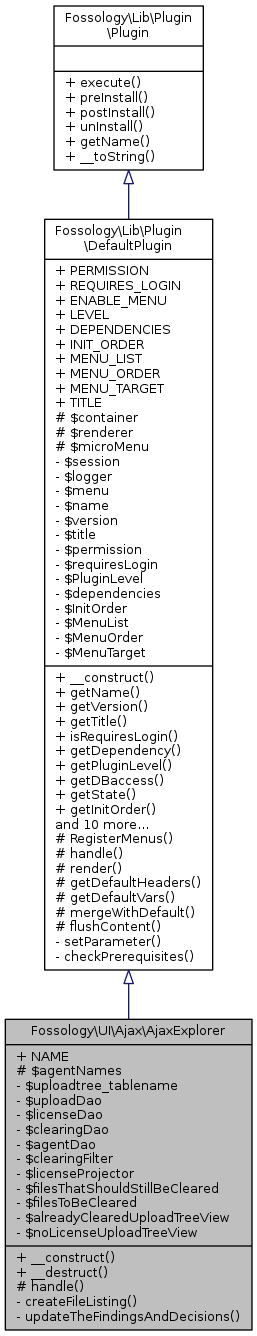 Fossology\Lib\Plugin
\Plugin
+ execute()
+ preInstall()
+ postInstall()
+ unInstall()
+ getName()
+ __toString()
Fossology\Lib\Plugin
\DefaultPlugin
+ PERMISSION
+ REQUIRES_LOGIN
+ ENABLE_MENU
+ LEVEL
+ DEPENDENCIES
+ INIT_ORDER
+ MENU_LIST
+ MENU_ORDER
+ MENU_TARGET
+ TITLE
# $container
# $renderer
# $microMenu
- $session
- $logger
- $menu
- $name
- $version
- $title
- $permission
- $requiresLogin
- $PluginLevel
- $dependencies
- $InitOrder
- $MenuList
- $MenuOrder
- $MenuTarget
+ __construct()
+ getName()
+ getVersion()
+ getTitle()
+ isRequiresLogin()
+ getDependency()
+ getPluginLevel()
+ getDBaccess()
+ getState()
+ getInitOrder()
and 10 more...
# RegisterMenus()
# handle()
# render()
# getDefaultHeaders()
# getDefaultVars()
# mergeWithDefault()
# flushContent()
- setParameter()
- checkPrerequisites()
Fossology\UI\Ajax\AjaxExplorer
+ NAME
# $agentNames
- $uploadtree_tablename
- $uploadDao
- $licenseDao
- $clearingDao
- $agentDao
- $clearingFilter
- $licenseProjector
- $filesThatShouldStillBeCleared
- $filesToBeCleared
- $alreadyClearedUploadTreeView
- $noLicenseUploadTreeView
+ __construct()
+ __destruct()
# handle()
- createFileListing()
- updateTheFindingsAndDecisions()